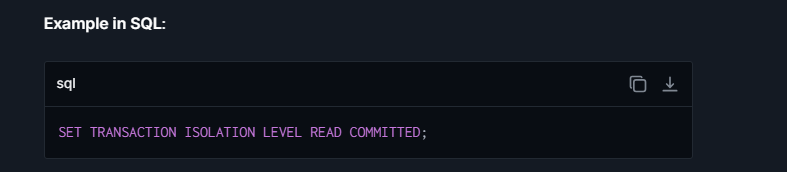 Example in SQL:
sql
SET TRANSACTION ISOLATION LEVEL READ COMMITTED;